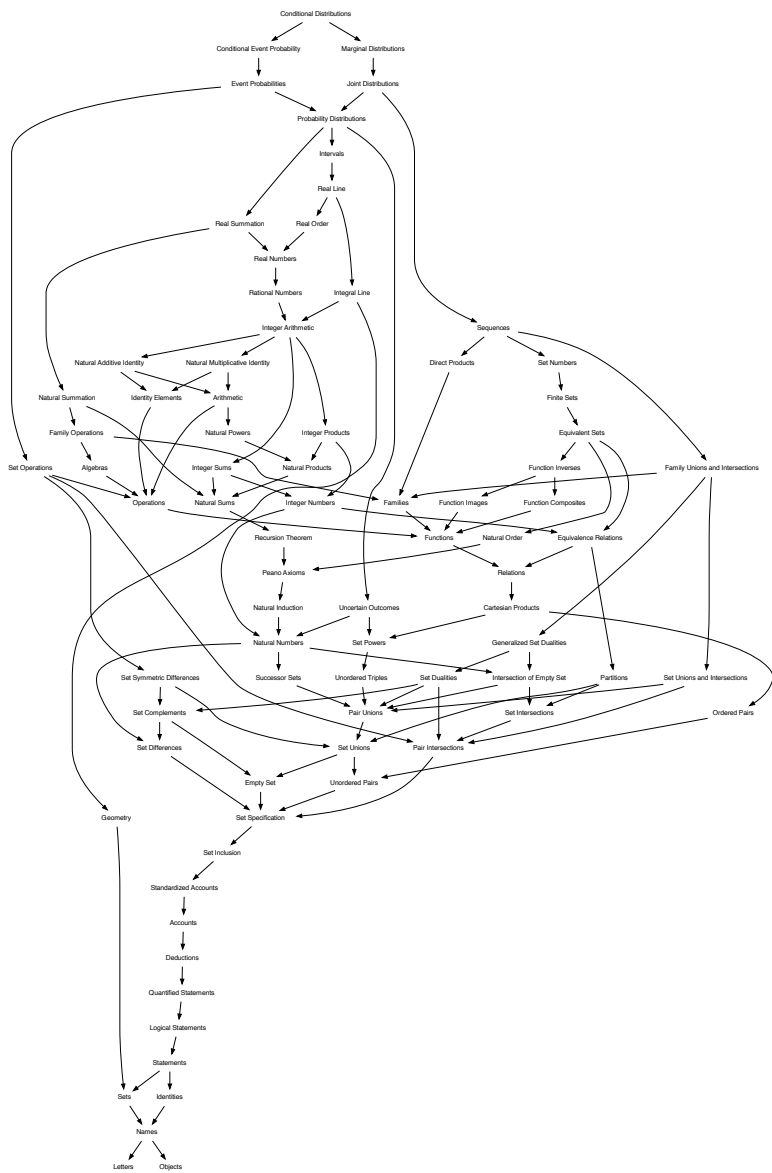 Conditional Distributions
Conditional Event Probability
Marginal Distributions
Event Probabilities
Joint Distributions
Probability Distributions
Intervals
Real Line
Real Summation
Real Order
Real Numbers
Rational Numbers
Integral Line
Integer Arithmetic
Sequences
Natural Additive Identity
Natural Multiplicative Identity
Direct Products
Set Numbers
Natural Summation
Identity Elements
Arithmetic
Finite Sets
Family Operations
Natural Powers
Integer Products
Equivalent Sets
Set Operations
Algebras
Integer Sums
Natural Products
Function Inverses
Family Unions and Intersections
Operations
Natural Sums
Integer Numbers
Families
Function Images
Function Composites
Recursion Theorem
Functions
Natural Order
Equivalence Relations
Peano Axioms
Relations
Natural Induction
Uncertain Outcomes
Cartesian Products
Natural Numbers
Set Powers
Generalized Set Dualities
Set Symmetric Differences
Successor Sets
Unordered Triples
Set Dualities
Intersection of Empty Set
Partitions
Set Unions and Intersections
Set Complements
Pair Unions
Set Intersections
Ordered Pairs
Set Differences
Set Unions
Pair Intersections
Empty Set
Unordered Pairs
Geometry
Set Specification
Set Inclusion
Standardized Accounts
Accounts
Deductions
Quantified Statements
Logical Statements
Statements
Sets
Identities
Names
Letters
Objects